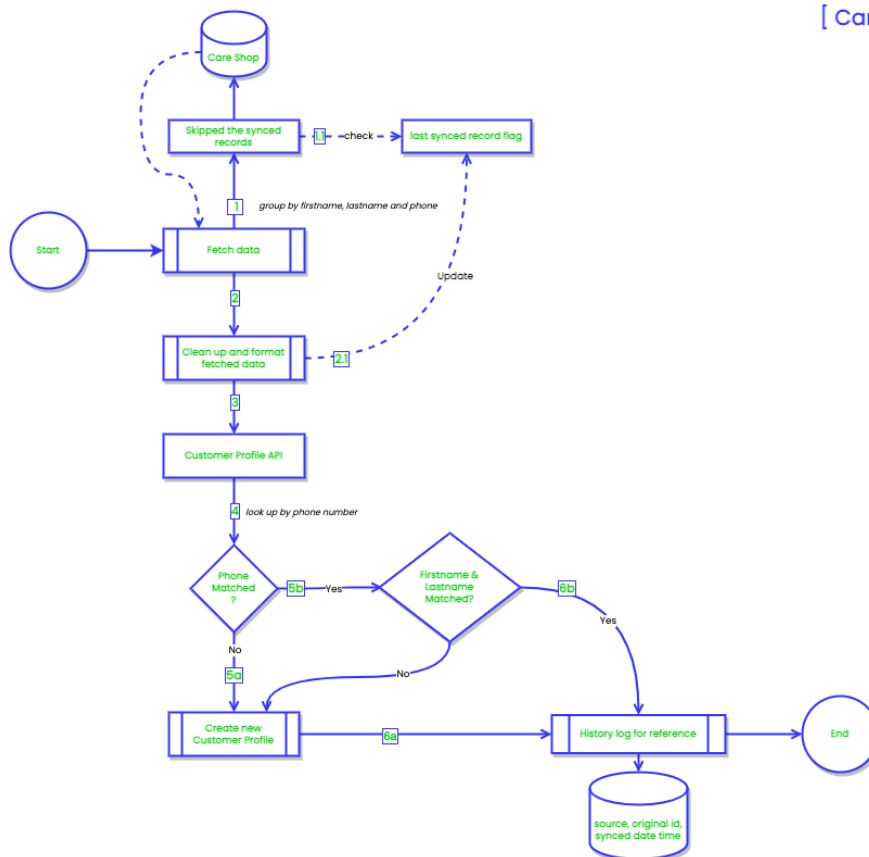 [ Car
Care Shop
Skipped the synced
records
1.1
check
last synced record flag
1
group by firstname, lastname and phone
Start
Fetch data
Update
2
Clean up and format
fetched data
2.1
3
Customer Profile API
4
look up by phone number
Phone
Matched
?
5b
Yes
Firstname &
Lastname
Matched?
6b
Yes
No
5a
No
Create new
Customer Profile
6a
History log for reference
End
source, original id,
synced date time